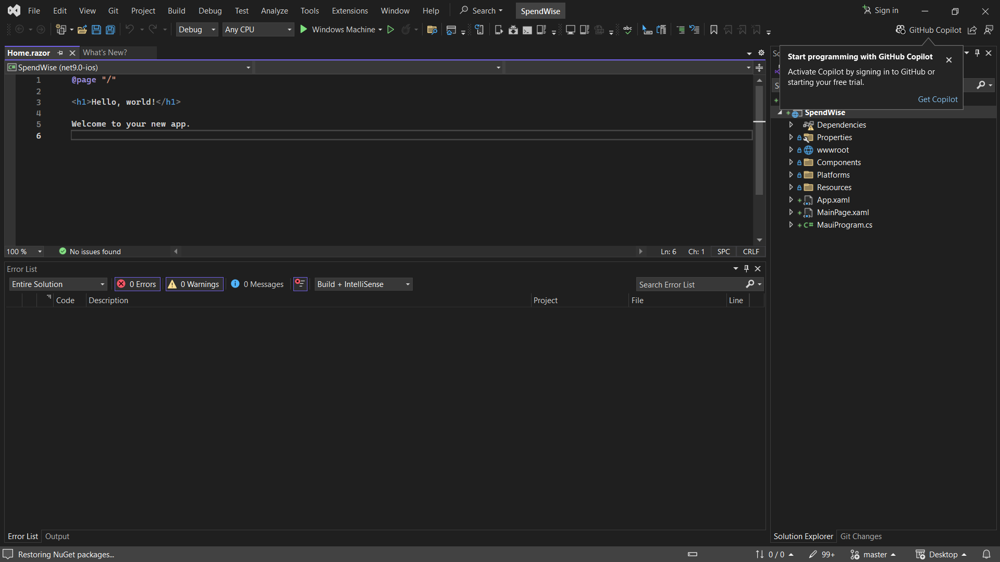 File Edit View Git Project Build Debug Test Analyze Tools Extensions Window Help Search SpendWise Sign in
Debug Any CPU Windows Machine abc GitHub Copilot
Home.razor What's New?
SpendWise (net9.0-ios)
1 @page "/"
2
3 <h1>Hello, world!</h1>
4
5 Welcome to your new app.
6
100 % No issues found Ln: 6 Ch: 1 SPC CRLF
Error List
Entire Solution 0 Errors 0 Warnings 0 Messages Build + IntelliSense Search Error List
Code Description Project File Line
Error List Output
Start programming with GitHub Copilot
Activate Copilot by signing in to GitHub or
starting your free trial.
Get Copilot
SpendWise
Dependencies
Properties
wwwroot
Components
Platforms
Resources
App.xaml
MainPage.xaml
C# MauiProgram.cs
Solution Explorer Git Changes
Restoring NuGet packages... 0 / 0 99+ master Desktop